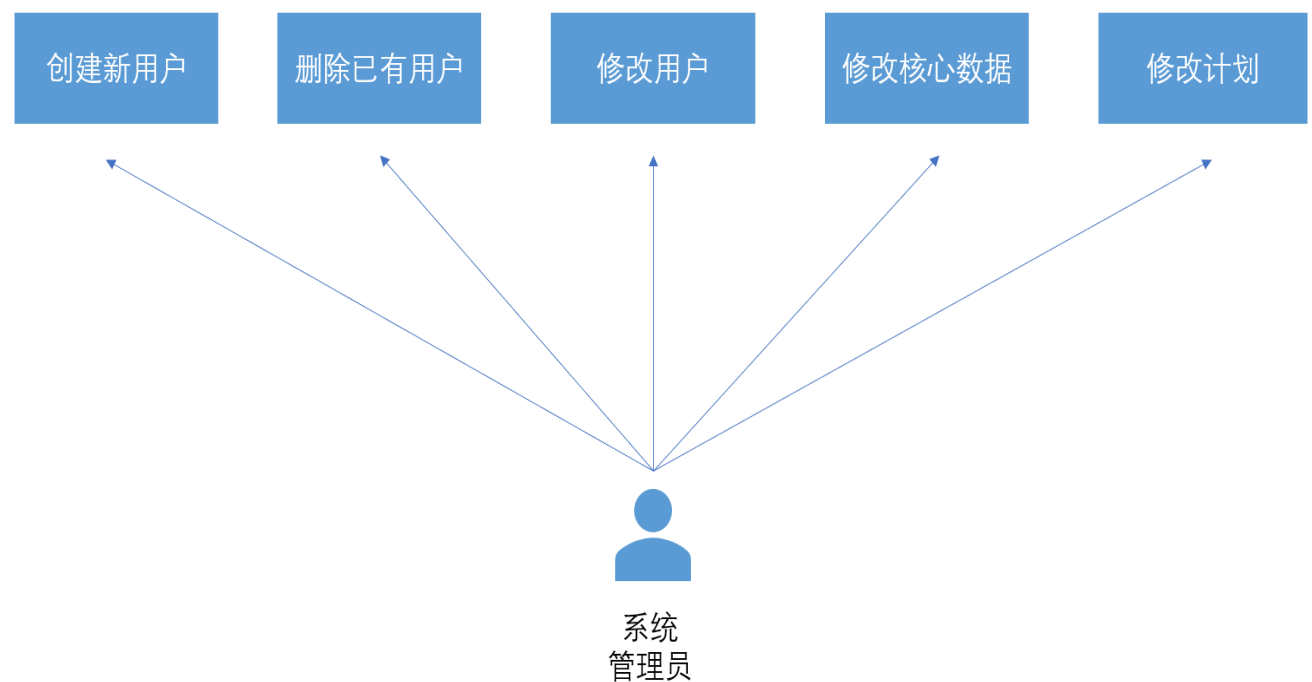 创建新用户
删除已有用户
修改用户
修改核心数据
修改计划
系统
管理员